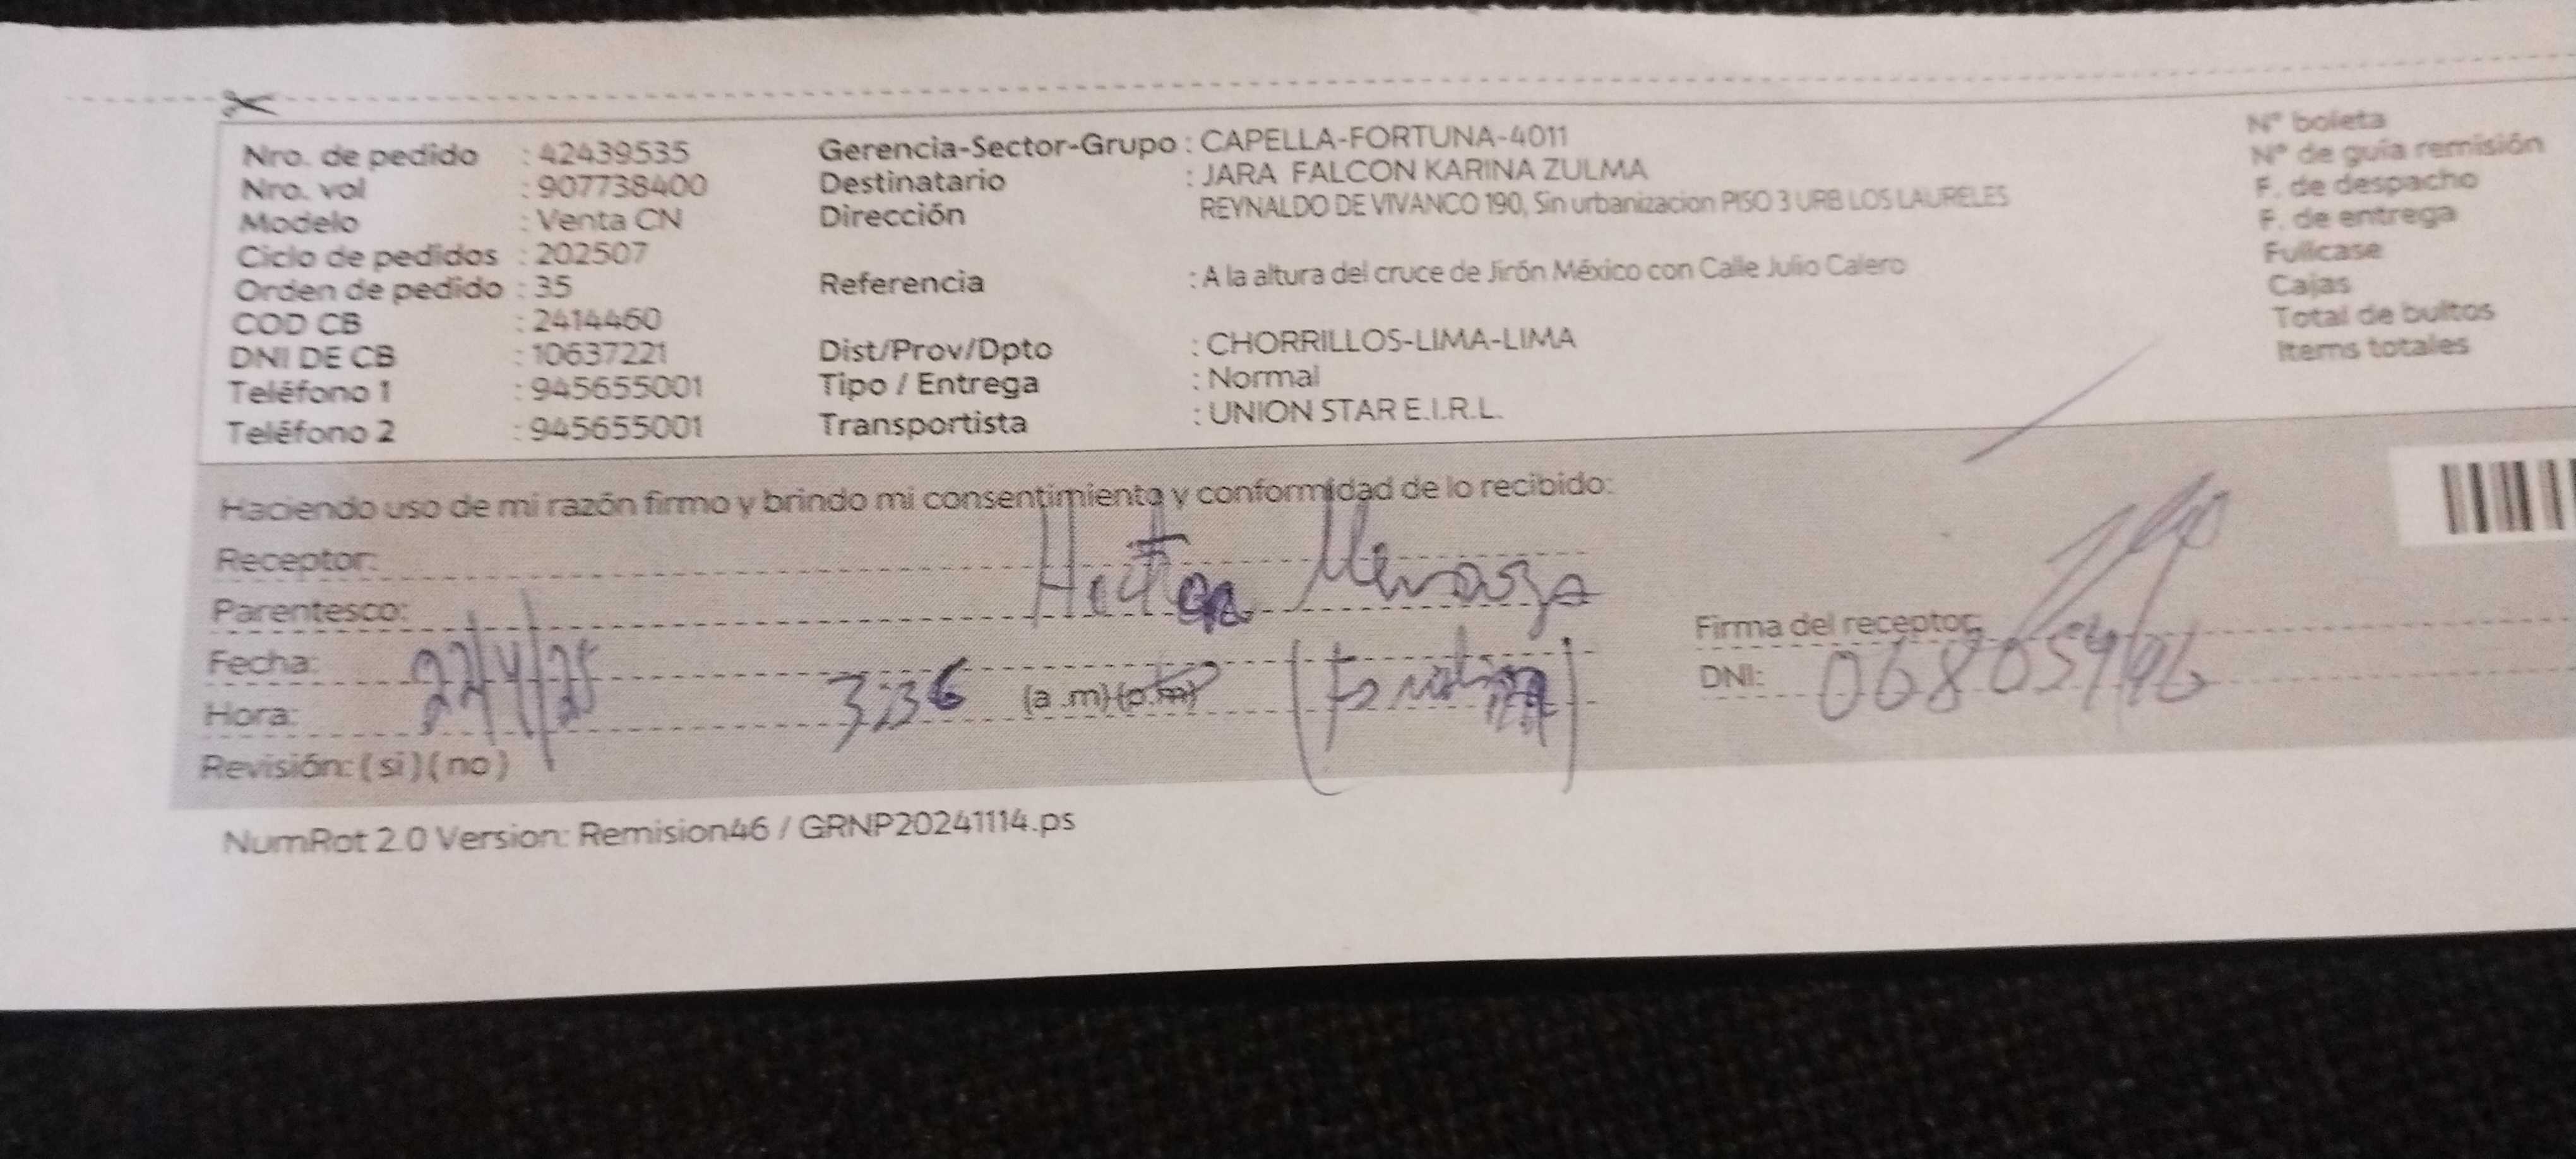 Nro. de pedido : 42439535
Nro. vol : 907738400
Modelo : Venta CN
Ciclo de pedidos : 202507
Orden de pedido : 35
COD CB : 2414460
DNI DE CB : 10637221
Teléfono 1 : 945655001
Teléfono 2 : 945655001
Gerencia-Sector-Grupo : CAPELLA-FORTUNA-4011
Destinatario : JARA FALCON KARINA ZULMA
Dirección REYNALDO DE VIVANCO 190, Sin urbanizacion PISO 3 URB LOS LAURELES
Referencia : A la altura del cruce de Jirón México con Calle Julio Calero
Dist/Prov/Dpto : CHORRILLOS-LIMA-LIMA
Tipo / Entrega : Normal
Transportista : UNION STAR E.I.R.L.
N° boleta
N° de guía remisión
F. de despacho
F. de entrega
Fullcase
Cajas
Total de bultos
Items totales
Haciendo uso de mi razón firmo y brindo mi consentimiento y conformidad de lo recibido:
Receptor:
Parentesco: Mendoza
Fecha: 22/4/25
Hora: 3:36 (a.m)(p.m)
Revisión: (si)(no)
Firma del receptor:
DNI:
NumRot 2.0 Version: Remision46 / GRNP20241114.ps